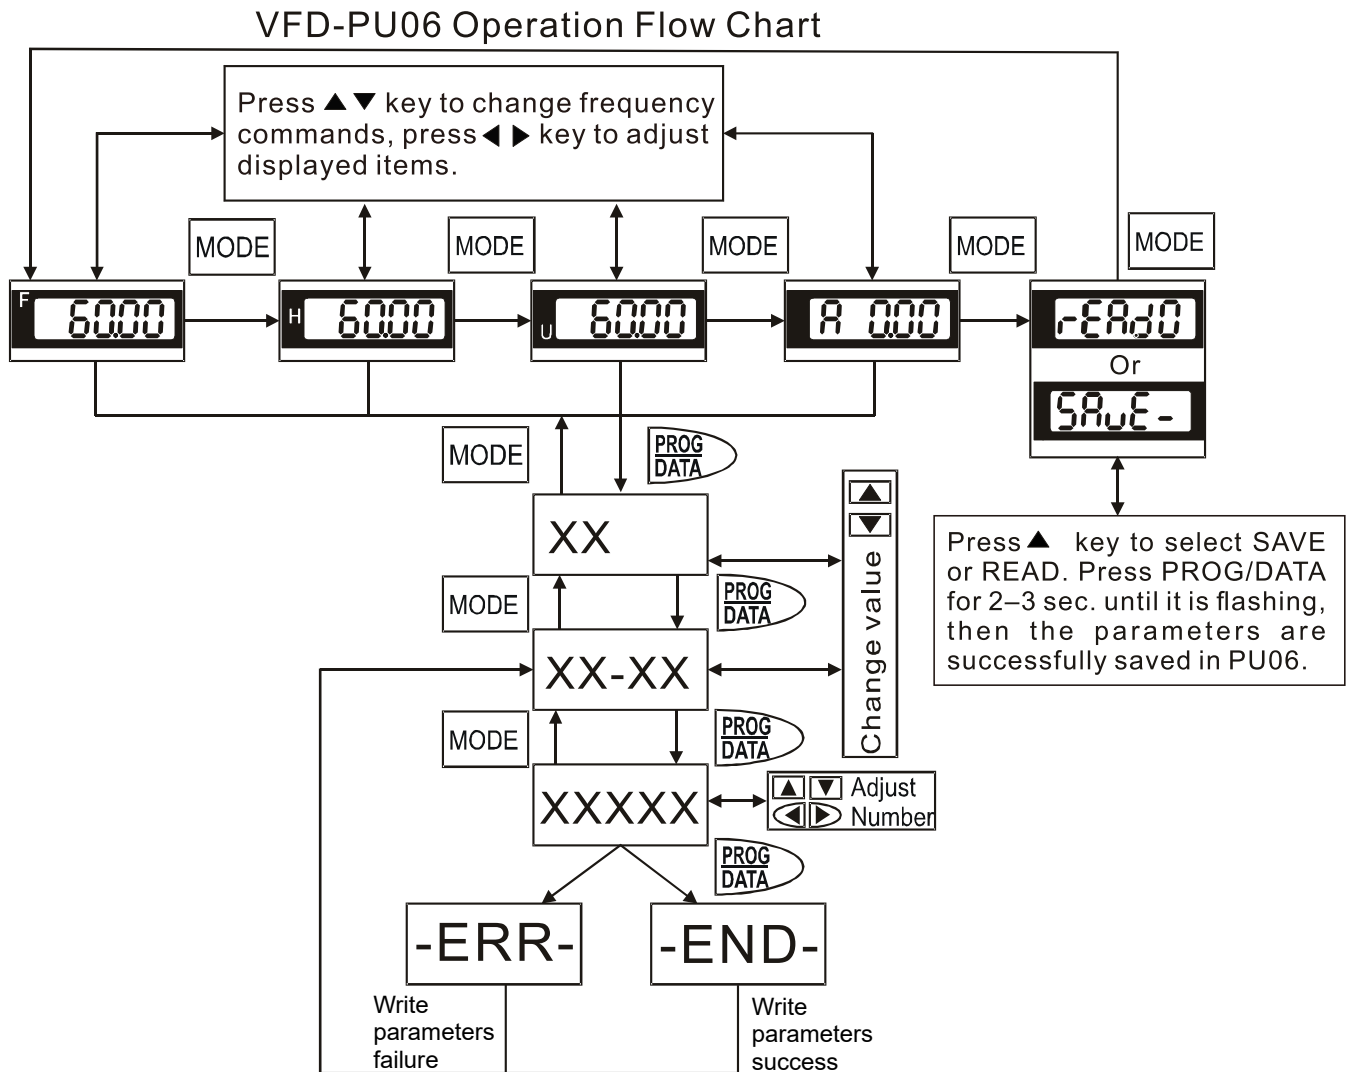 VFD-PU06 Operation Flow Chart
Press ▲ ▼ key to change frequency
commands, press ◀ ▶ key to adjust
displayed items.
MODE
MODE
MODE
MODE
MODE
F 60.00
H 60.00
U 60.00
A 0.00
rEAd0
Or
SAvE-
MODE
PROG
DATA
XX
▲
▼
Change value
Press ▲ key to select SAVE
or READ. Press PROG/DATA
for 2–3 sec. until it is flashing,
then the parameters are
successfully saved in PU06.
MODE
PROG
DATA
XX-XX
MODE
PROG
DATA
XXXXX
▲ ▼ Adjust
◀ ▶ Number
PROG
DATA
-ERR-
-END-
Write
parameters
failure
Write
parameters
success